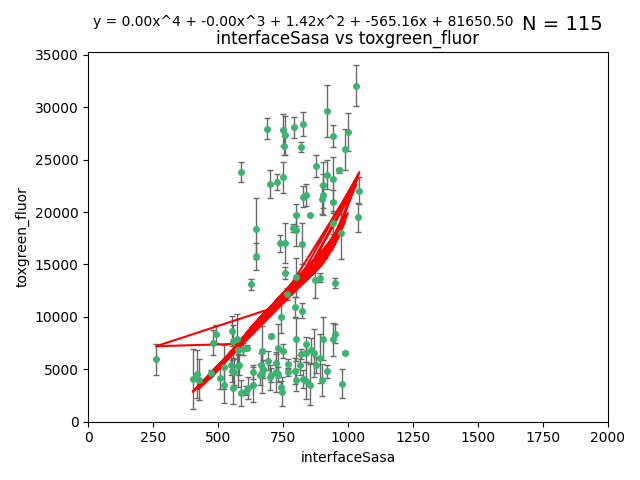 y = 0.00x^4 + -0.00x^3 + 1.42x^2 + -565.16x + 81650.50 N = 115
interfaceSasa vs toxgreen_fluor
35000
30000
25000
20000
15000
10000
5000
0
toxgreen_fluor
0 250 500 750 1000 1250 1500 1750 2000
interfaceSasa